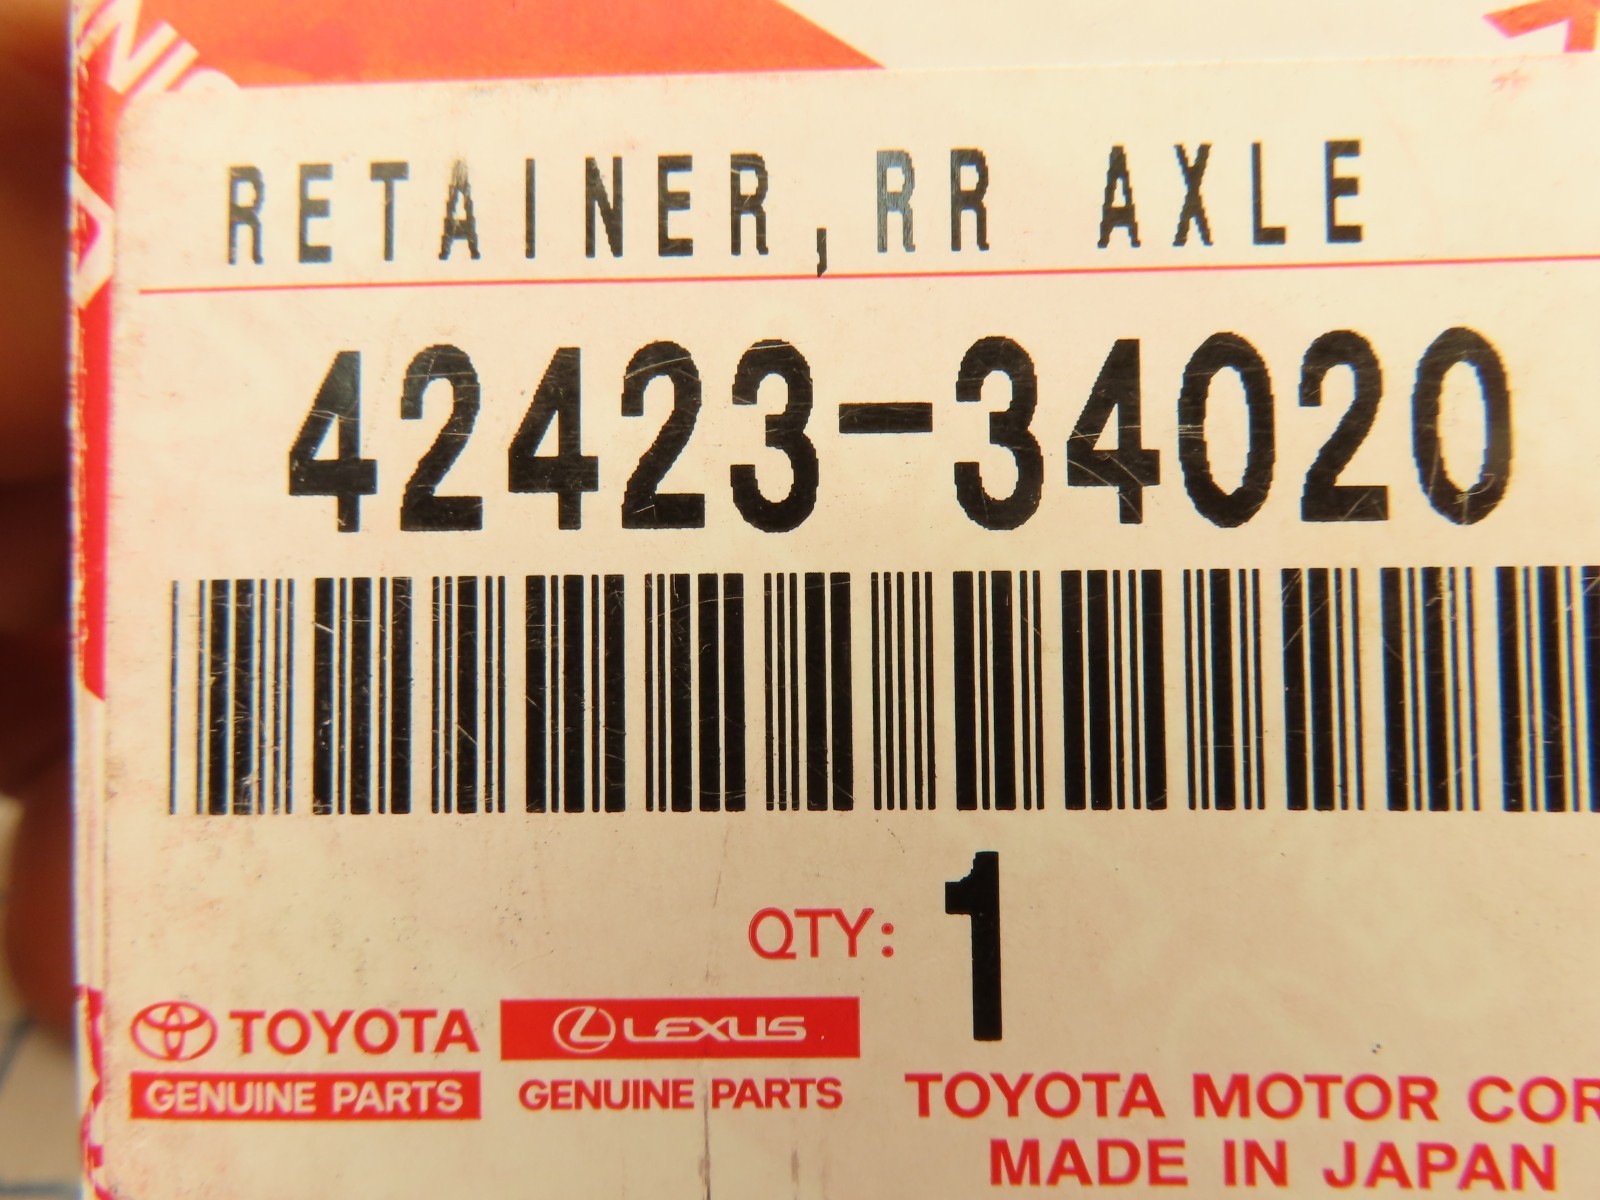 RETAINER,RR AXLE
42423-34020
QTY: 1
TOYOTA LEXUS
GENUINE PARTS GENUINE PARTS
TOYOTA MOTOR COR
MADE IN JAPAN